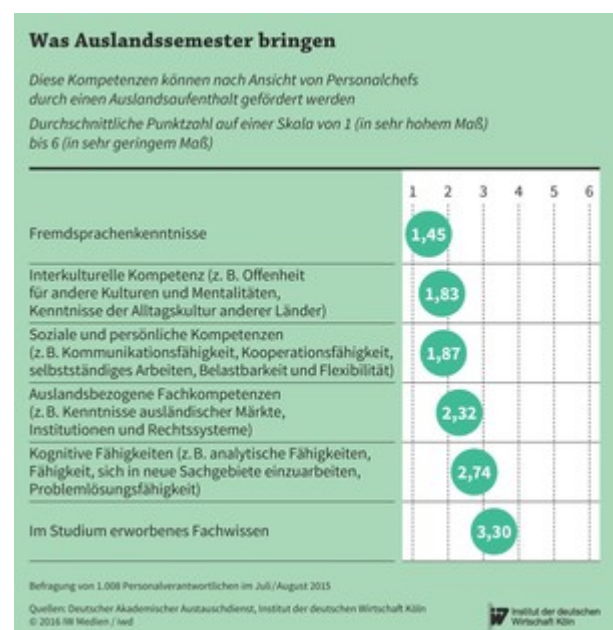 Was Auslandssemester bringen
Diese Kompetenzen können nach Ansicht von Personalchefs
durch einen Auslandsaufenthalt gefördert werden
Durchschnittliche Punktzahl auf einer Skala von 1 (in sehr hohem Maß)
bis 6 (in sehr geringem Maß)
1 2 3 4 5 6
Fremdsprachenkenntnisse
1,45
Interkulturelle Kompetenz (z. B. Offenheit
für andere Kulturen und Mentalitäten,
Kenntnisse der Alltagskultur anderer Länder)
1,83
Soziale und persönliche Kompetenzen
(z. B. Kommunikationsfähigkeit, Kooperationsfähigkeit,
selbstständiges Arbeiten, Belastbarkeit und Flexibilität)
1,87
Auslandsbezogene Fachkompetenzen
(z. B. Kenntnisse ausländischer Märkte,
Institutionen und Rechtssysteme)
2,32
Kognitive Fähigkeiten (z. B. analytische Fähigkeiten,
Fähigkeit, sich in neue Sachgebiete einzuarbeiten,
Problemlösungsfähigkeit)
2,74
Im Studium erworbenes Fachwissen
3,30
Befragung von 1.008 Personalverantwortlichen im Juli/August 2015
Quellen: Deutscher Akademischer Austauschdienst, Institut der deutschen Wirtschaft Köln
© 2016 IW Medien / iwd
Institut der deutschen
Wirtschaft Köln